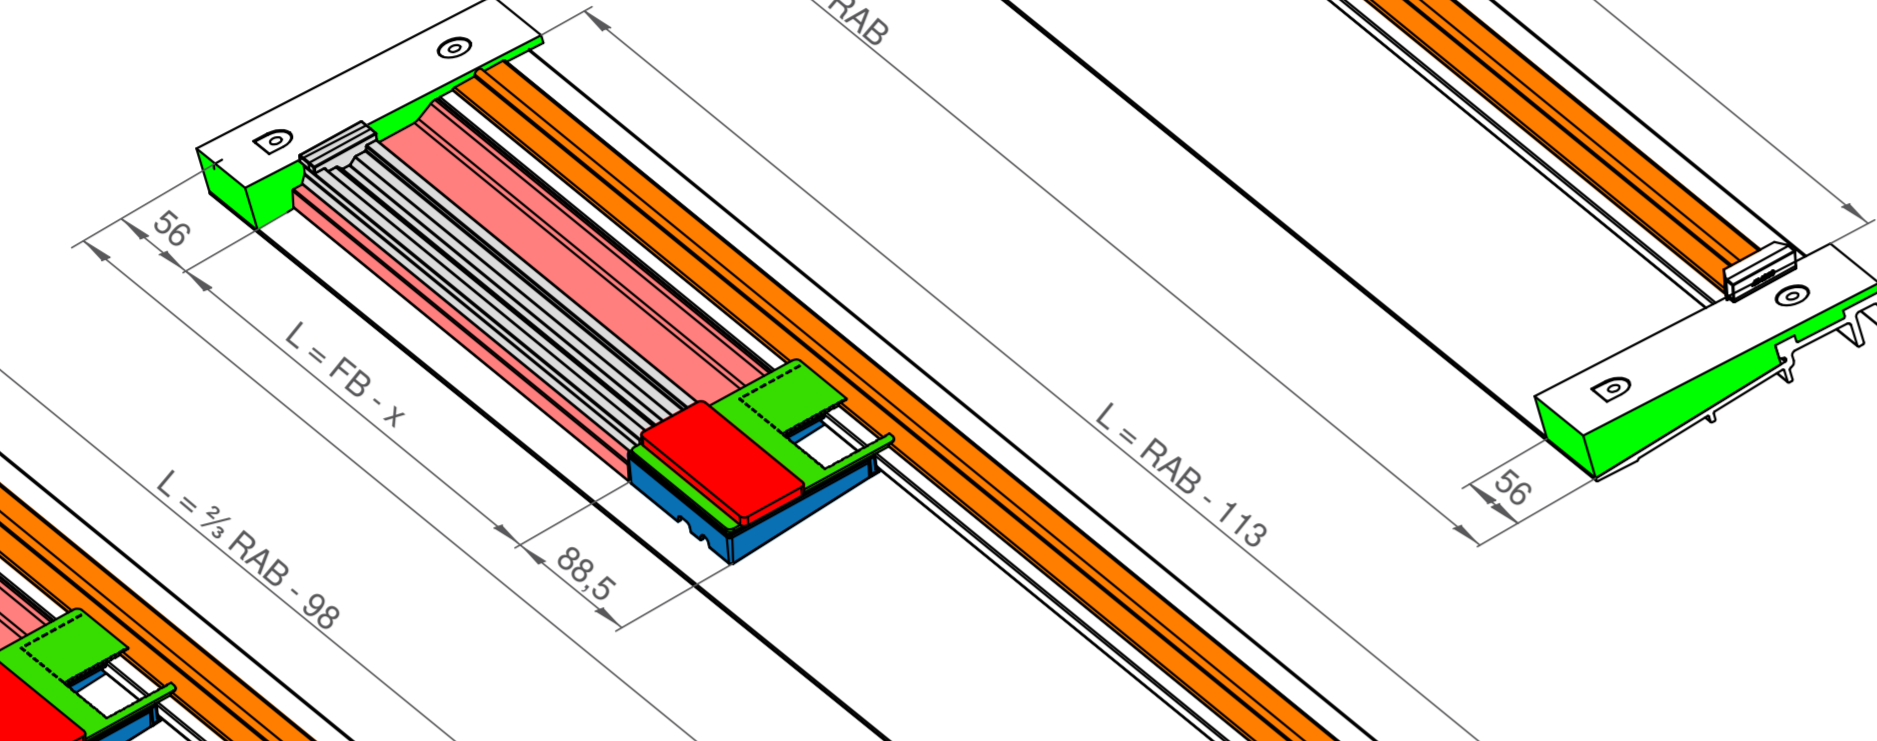 RAB
56
L = FB - x
L = RAB - 113
56
L = ⅔ RAB - 98
88,5